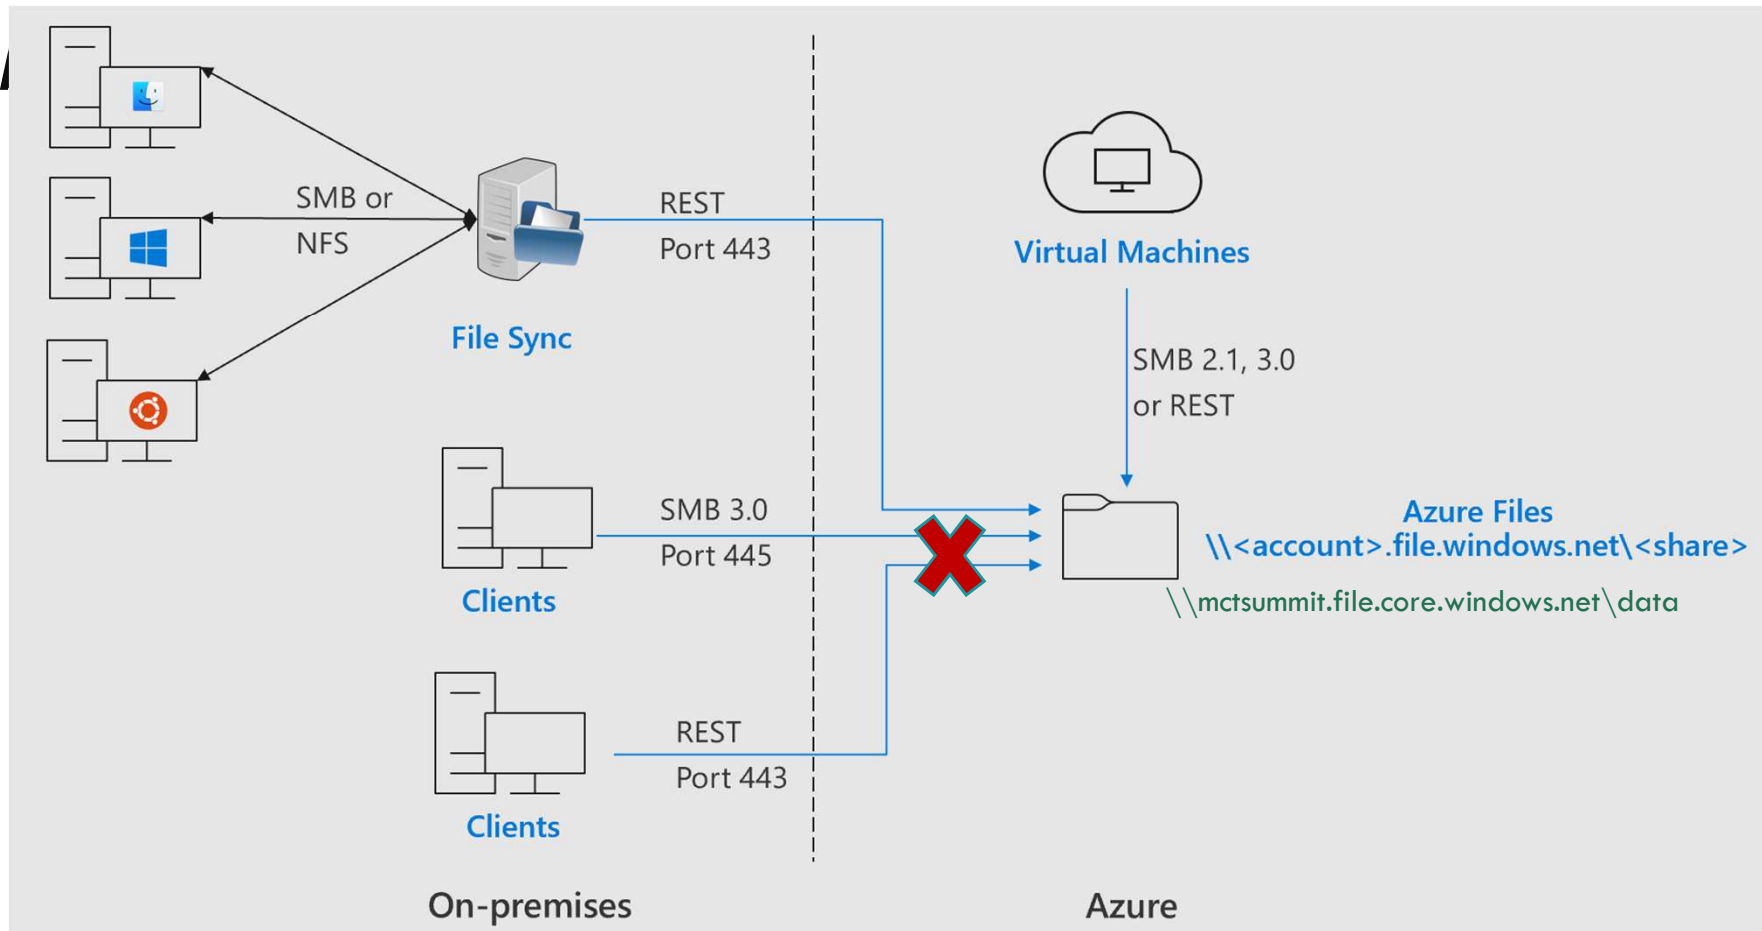 SMB or
NFS
File Sync
REST
Port 443
Virtual Machines
SMB 2.1, 3.0
or REST
SMB 3.0
Port 445
Clients
Azure Files
\\<account>.file.windows.net\<share>
\\mctsummit.file.core.windows.net\data
REST
Port 443
Clients
On-premises
Azure